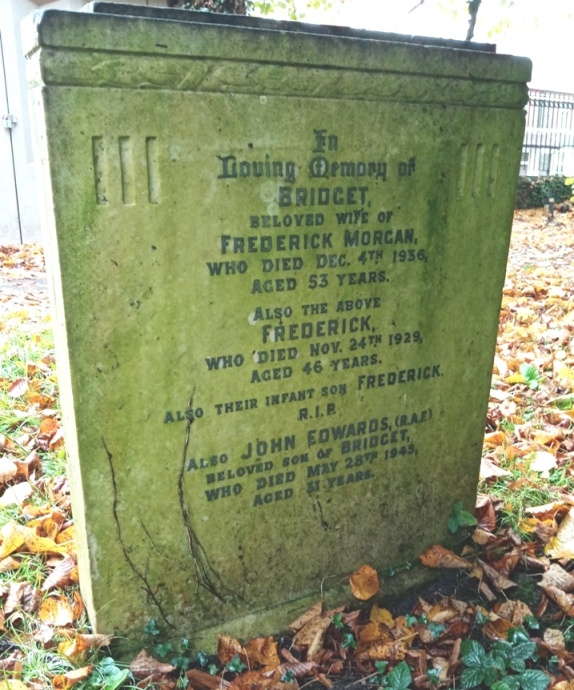 In
Loving Memory of
BRIDGET,
BELOVED WIFE OF
FREDERICK MORGAN,
WHO DIED DEC. 4TH 1936,
AGED 53 YEARS.
ALSO THE ABOVE
FREDERICK,
WHO DIED NOV. 24TH 1929,
AGED 46 YEARS.
ALSO THEIR INFANT SON FREDERICK.
R.I.P.
ALSO JOHN EDWARDS, (R.A.F)
BELOVED SON OF BRIDGET,
WHO DIED MAY 28TH 1945,
AGED 31 YEARS.